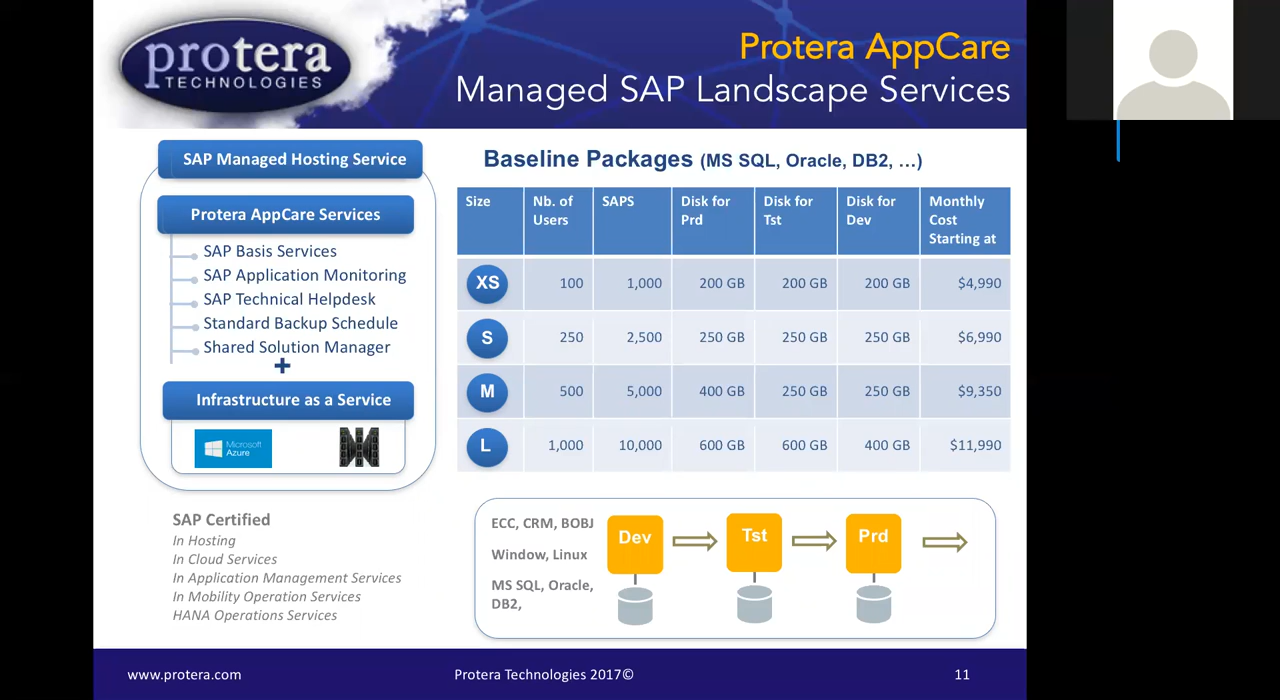 protera
TECHNOLOGIES
Protera AppCare
Managed SAP Landscape Services
SAP Managed Hosting Service
Protera AppCare Services
SAP Basis Services
SAP Application Monitoring
SAP Technical Helpdesk
Standard Backup Schedule
Shared Solution Manager
+
Infrastructure as a Service
Microsoft
Azure
SAP Certified
In Hosting
In Cloud Services
In Application Management Services
In Mobility Operation Services
HANA Operations Services
Baseline Packages (MS SQL, Oracle, DB2, ...)
Size Nb. of Users SAPS Disk for Prd Disk for Tst Disk for Dev Monthly Cost Starting at
XS 100 1,000 200 GB 200 GB 200 GB $4,990
S 250 2,500 250 GB 250 GB 250 GB $6,990
M 500 5,000 400 GB 250 GB 250 GB $9,350
L 1,000 10,000 600 GB 600 GB 400 GB $11,990
ECC, CRM, BOBJ
Window, Linux
MS SQL, Oracle,
DB2,
Dev Tst Prd
www.protera.com Protera Technologies 2017© 11